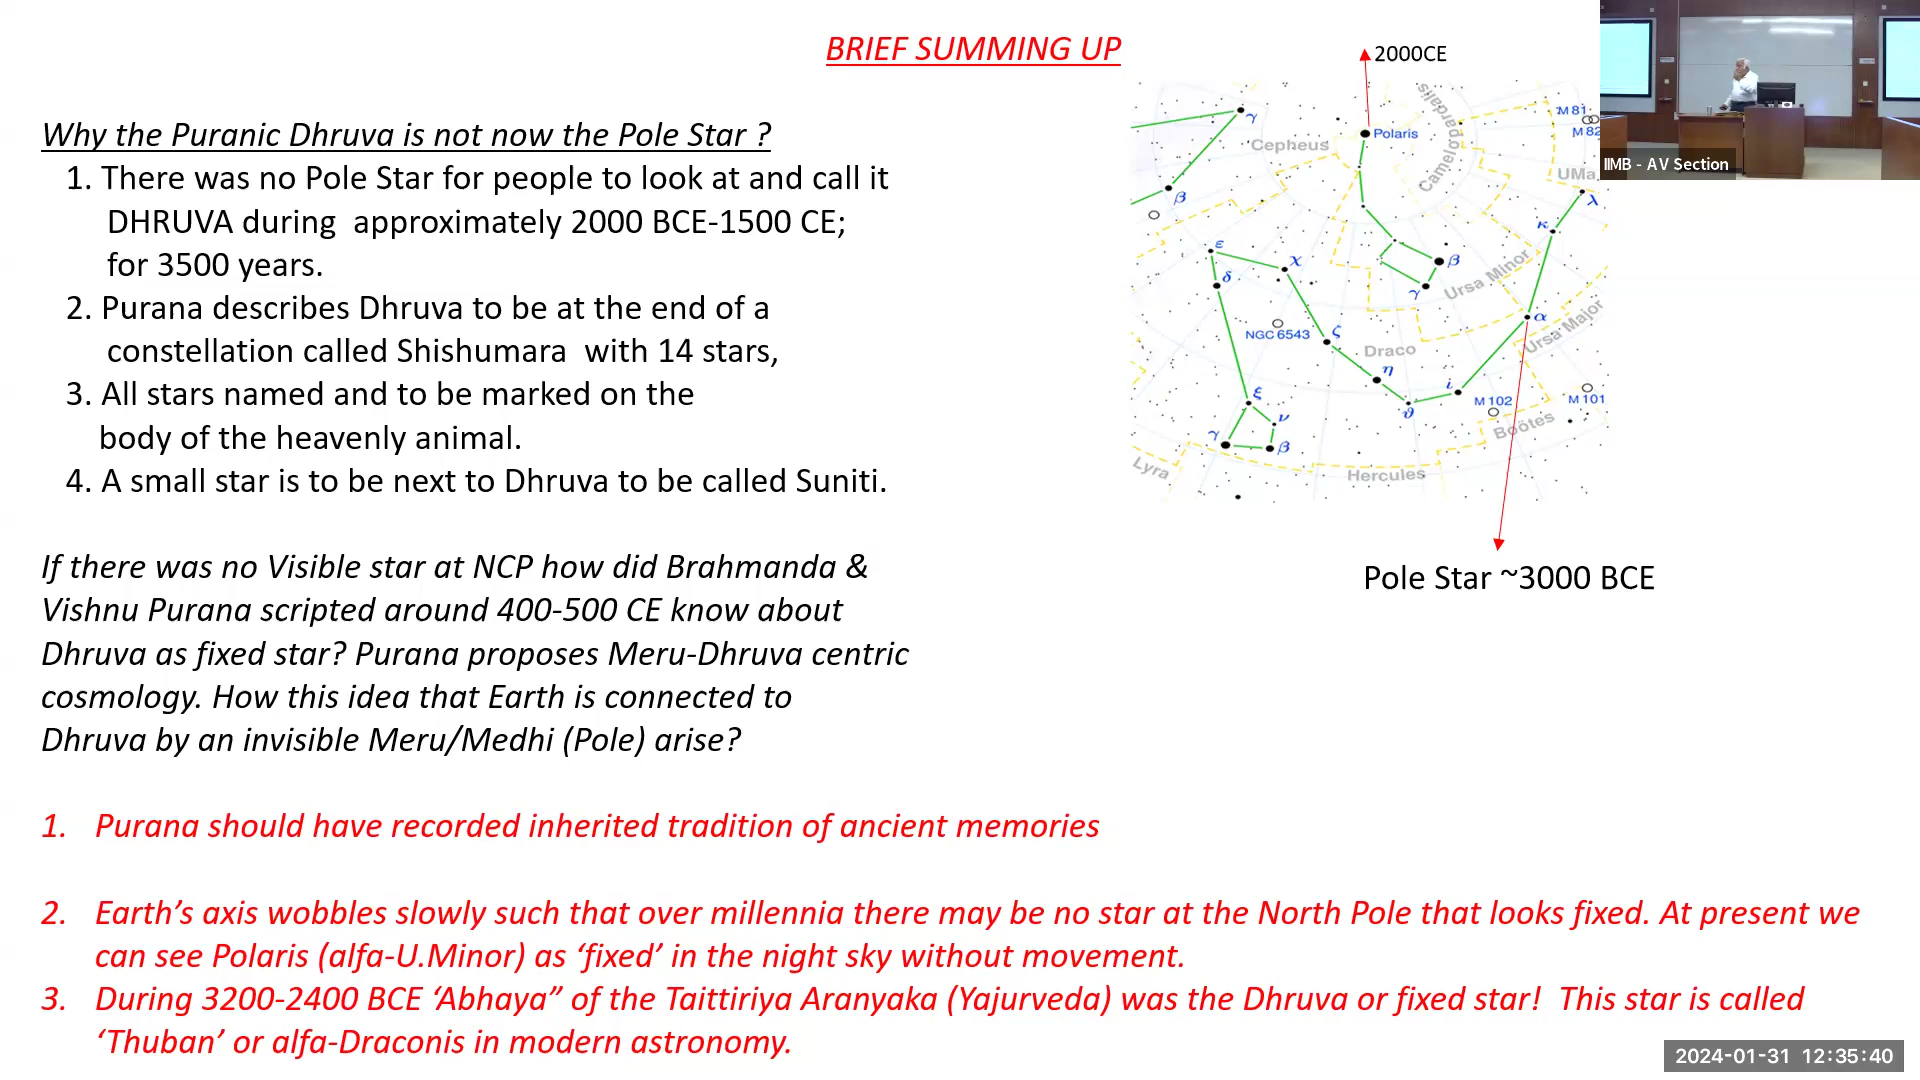 BRIEF SUMMING UP
Why the Puranic Dhruva is not now the Pole Star ?
1. There was no Pole Star for people to look at and call it
DHRUVA during approximately 2000 BCE-1500 CE;
for 3500 years.
2. Purana describes Dhruva to be at the end of a
constellation called Shishumara with 14 stars,
3. All stars named and to be marked on the
body of the heavenly animal.
4. A small star is to be next to Dhruva to be called Suniti.
If there was no Visible star at NCP how did Brahmanda &
Vishnu Purana scripted around 400-500 CE know about
Dhruva as fixed star? Purana proposes Meru-Dhruva centric
cosmology. How this idea that Earth is connected to
Dhruva by an invisible Meru/Medhi (Pole) arise?
1. Purana should have recorded inherited tradition of ancient memories
2. Earth’s axis wobbles slowly such that over millennia there may be no star at the North Pole that looks fixed. At present we
can see Polaris (alfa-U.Minor) as ‘fixed’ in the night sky without movement.
3. During 3200-2400 BCE ‘Abhaya” of the Taittiriya Aranyaka (Yajurveda) was the Dhruva or fixed star! This star is called
‘Thuban’ or alfa-Draconis in modern astronomy.
2000CE
γ
Polaris
Cepheus
Camelopardalis
M 81
M 82
UMa
β
λ
κ
ε
χ
β
δ
γ
Ursa Minor
NGC 6543
ζ
α
Draco
Ursa Major
η
ξ
ι
M 102
M 101
ϑ
ν
γ
β
Boötes
Lyra
Hercules
Pole Star ~3000 BCE
IIMB - AV Section
2024-01-31 12:35:40